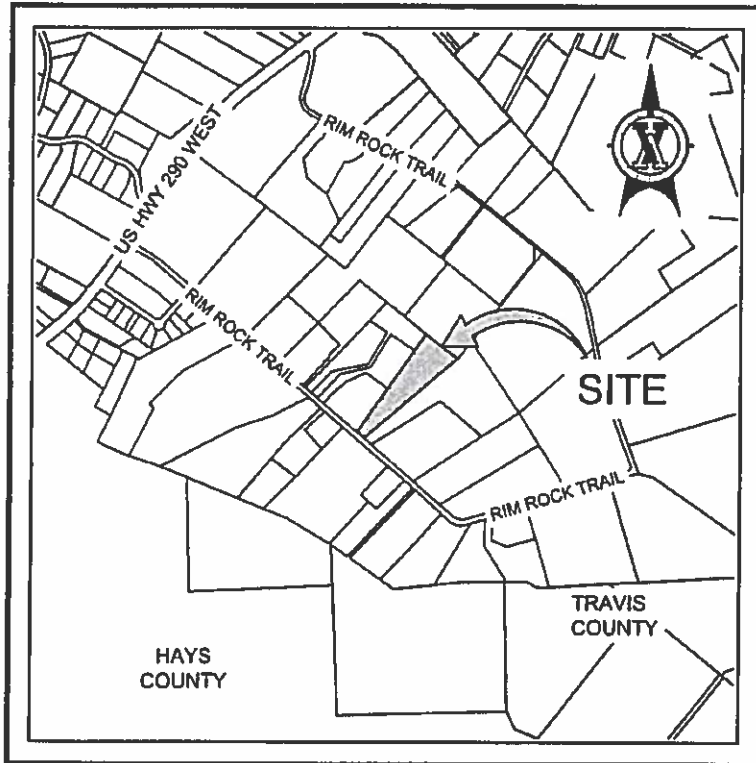 RIM ROCK TRAIL
US HWY 290 WEST
RIM ROCK TRAIL
SITE
RIM ROCK TRAIL
TRAVIS
COUNTY
HAYS
COUNTY